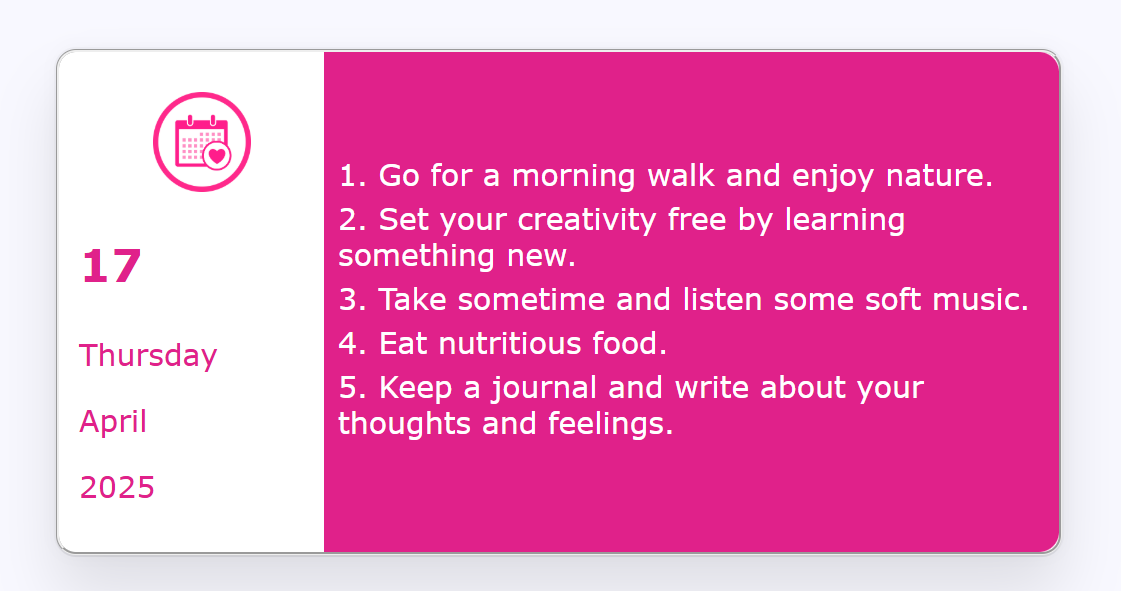 17
Thursday
April
2025
1. Go for a morning walk and enjoy nature.
2. Set your creativity free by learning
something new.
3. Take sometime and listen some soft music.
4. Eat nutritious food.
5. Keep a journal and write about your
thoughts and feelings.